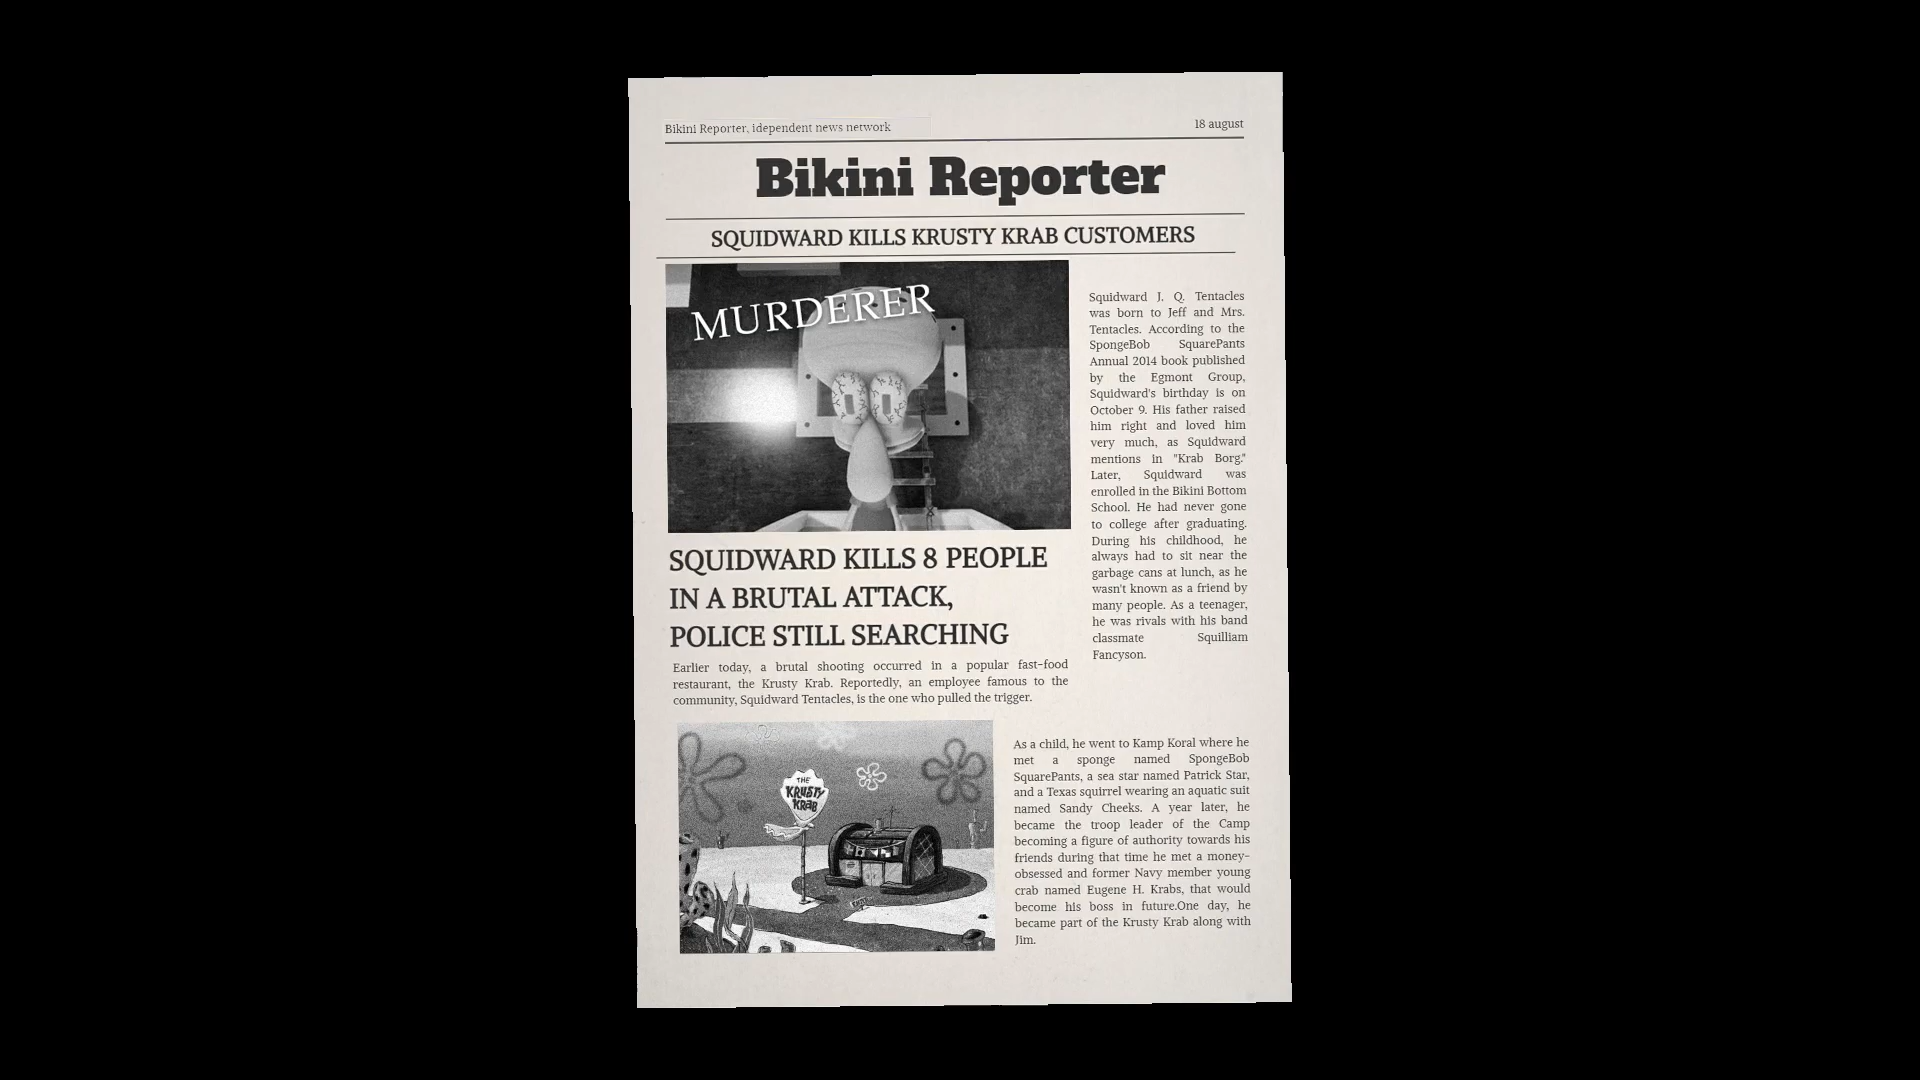 Bikini Reporter, idependent news network
18 august
Bikini Reporter
SQUIDWARD KILLS KRUSTY KRAB CUSTOMERS
MURDERER
SQUIDWARD KILLS 8 PEOPLE
IN A BRUTAL ATTACK,
POLICE STILL SEARCHING
Earlier today, a brutal shooting occurred in a popular fast-food
restaurant, the Krusty Krab. Reportedly, an employee famous to the
community, Squidward Tentacles, is the one who pulled the trigger.
Squidward J. Q. Tentacles
was born to Jeff and Mrs.
Tentacles. According to the
SpongeBob SquarePants
Annual 2014 book published
by the Egmont Group,
Squidward's birthday is on
October 9. His father raised
him right and loved him
very much, as Squidward
mentions in "Krab Borg."
Later, Squidward was
enrolled in the Bikini Bottom
School. He had never gone
to college after graduating.
During his childhood, he
always had to sit near the
garbage cans at lunch, as he
wasn't known as a friend by
many people. As a teenager,
he was rivals with his band
classmate Squilliam
Fancyson.
THE
KRUSTY
KRAB
As a child, he went to Kamp Koral where he
met a sponge named SpongeBob
SquarePants, a sea star named Patrick Star,
and a Texas squirrel wearing an aquatic suit
named Sandy Cheeks. A year later, he
became the troop leader of the Camp
becoming a figure of authority towards his
friends during that time he met a money-
obsessed and former Navy member young
crab named Eugene H. Krabs, that would
become his boss in future.One day, he
became part of the Krusty Krab along with
Jim.